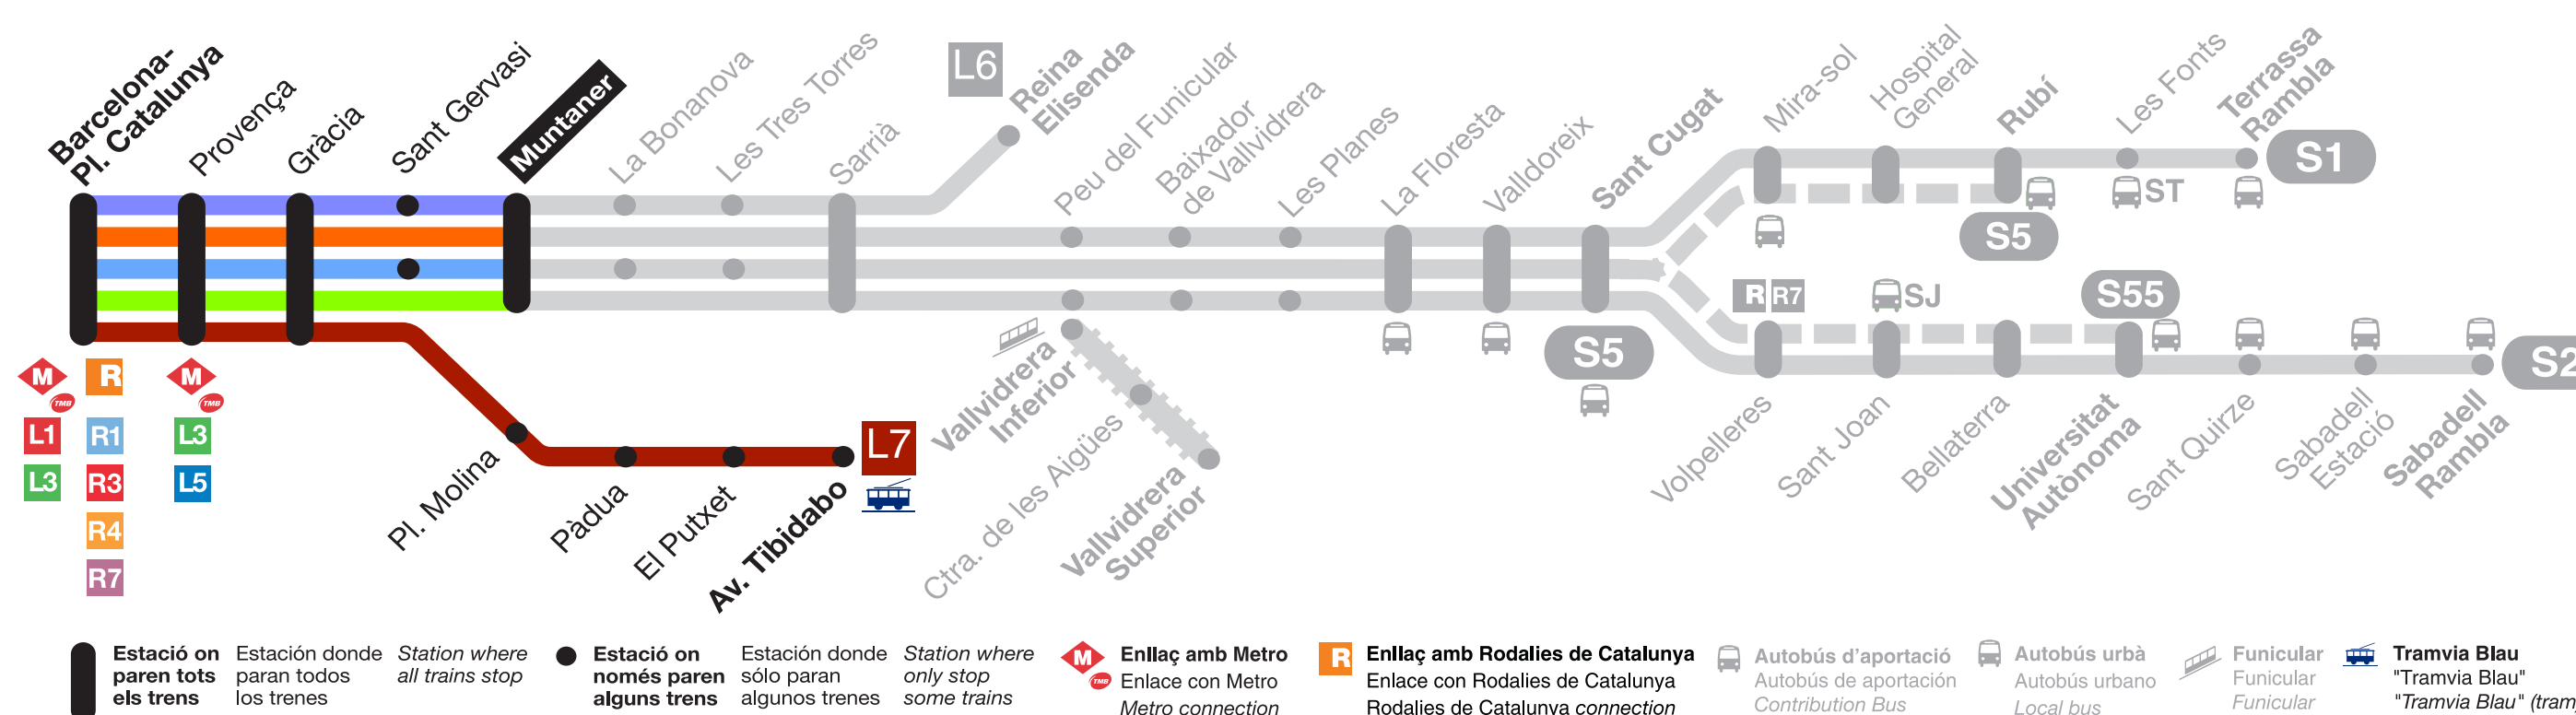 Barcelona-
Pl. Catalunya
Provença
Gràcia
Sant Gervasi
Muntaner
La Bonanova
Les Tres Torres
Sarrià
L6
Reina
Elisenda
Peu del Funicular
Baixador
de Vallvidrera
Les Planes
La Floresta
Valldoreix
Sant Cugat
Mira-sol
Hospital
General
Rubí
Les Fonts
Terrassa
Rambla
S1
ST
S5
S5
R R7
SJ
S55
S2
M
TMB
R
M
TMB
L1
R1
L3
L3
R3
L5
R4
R7
Pl. Molina
Pàdua
El Putxet
Av. Tibidabo
L7
Vallvidrera
Inferior
Ctra. de les Aigües
Vallvidrera
Superior
Volpelleres
Sant Joan
Bellaterra
Universitat
Autònoma
Sant Quirze
Sabadell
Estació
Sabadell
Rambla
Estació on
paren tots
els trens
Estación donde
paran todos
los trenes
Station where
all trains stop
Estació on
només paren
alguns trens
Estación donde
sólo paran
algunos trenes
Station where
only stop
some trains
M
TMB
Enllaç amb Metro
Enlace con Metro
Metro connection
R
Enllaç amb Rodalies de Catalunya
Enlace con Rodalies de Catalunya
Rodalies de Catalunya connection
Autobús d'aportació
Autobús de aportación
Contribution Bus
Autobús urbà
Autobús urbano
Local bus
Funicular
Funicular
Funicular
Tramvia Blau
"Tramvia Blau"
"Tramvia Blau" (tram